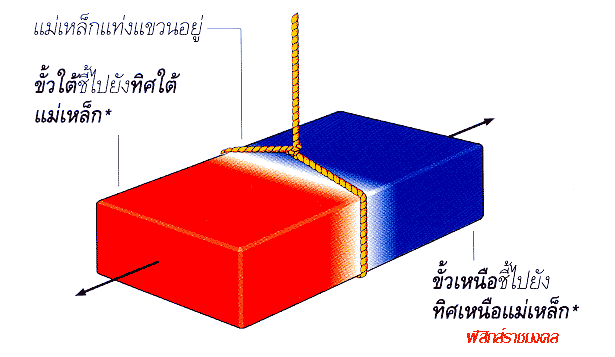 แม่เหล็กแท่งแขวนอยู่
ขั้วใต้ชี้ไปยังทิศใต้
แม่เหล็ก*
ขั้วเหนือชี้ไปยัง
ทิศเหนือแม่เหล็ก*
ฟิสิกส์ราชมงคล